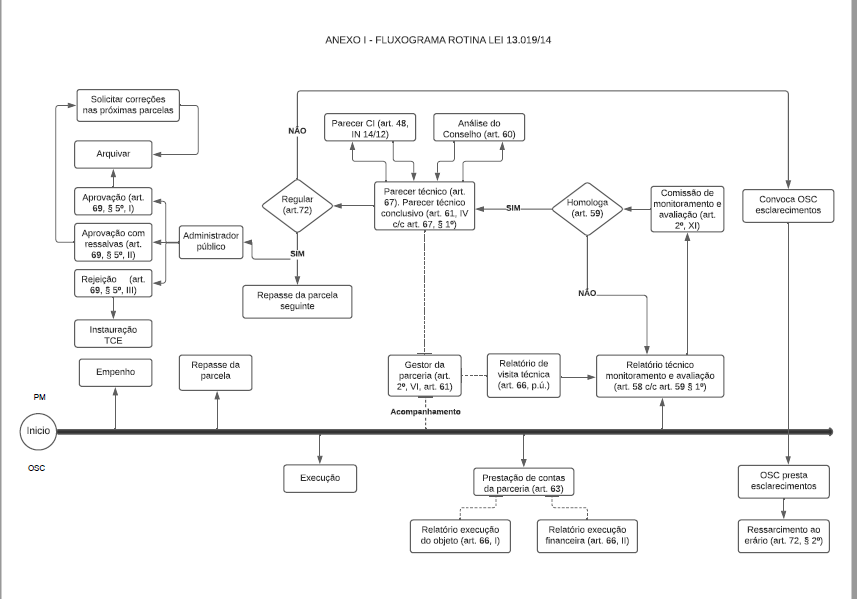 ANEXO I - FLUXOGRAMA ROTINA LEI 13.019/14
Solicitar correções
nas próximas parcelas
Arquivar
Aprovação (art.
69, § 5º, I)
Aprovação com
ressalvas (art.
69, § 5º, II)
Rejeição (art.
69, § 5º, III)
Instauração
TCE
Administrador
público
NÃO
Regular
(art.72)
SIM
Repasse da parcela
seguinte
Parecer CI (art. 48,
IN 14/12)
Análise do
Conselho (art. 60)
Parecer técnico (art.
67). Parecer técnico
conclusivo (art. 61, IV
c/c art. 67, § 1º)
SIM
Homologa
(art. 59)
NÃO
Comissão de
monitoramento e
avaliação (art.
2º, XI)
Convoca OSC
esclarecimentos
Empenho
Repasse da
parcela
Gestor da
parceria (art.
2º, VI, art. 61)
Relatório de
visita técnica
(art. 66, p.ú.)
Relatório técnico
monitoramento e avaliação
(art. 58 c/c art. 59 § 1º)
PM
Acompanhamento
Inicio
OSC
Execução
Prestação de contas
da parceria (art. 63)
OSC presta
esclarecimentos
Relatório execução
do objeto (art. 66, I)
Relatório execução
financeira (art. 66, II)
Ressarcimento ao
erário (art. 72, § 2º)